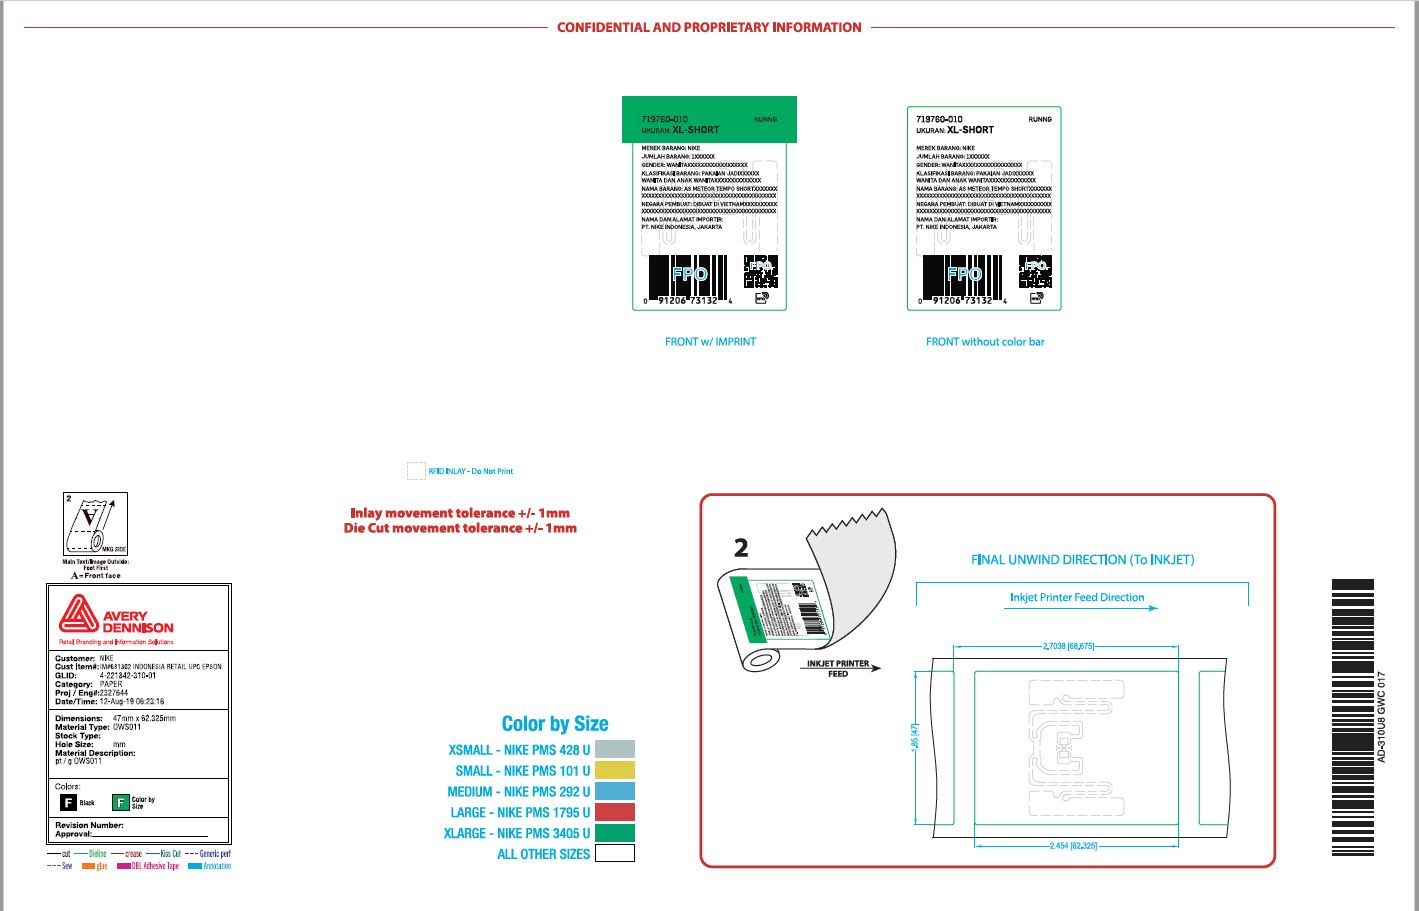 CONFIDENTIAL AND PROPRIETARY INFORMATION
719760-010 RUNNG
UKURAN: XL-SHORT
MEREK BARANG: NIKE
JUMLAH BARANG: 1XXXXXX
GENDER: WANITAXXXXXXXXXXXXXXXXXX
KLASIFIKASI BARANG: PAKAIAN JADIXXXXXX
WANITA DAN ANAK WANITAXXXXXXXXXXXXXX
NAMA BARANG: AS METEOR TEMPO SHORTXXXXXXX
XXXXXXXXXXXXXXXXXXXXXXXXXXXXXXXXXXXXXXXX
NEGARA PEMBUAT: DIBUAT DI VIETNAMXXXXXXXXXX
XXXXXXXXXXXXXXXXXXXXXXXXXXXXXXXXXXXXXXXX
NAMA DAN ALAMAT IMPORTIR:
PT. NIKE INDONESIA, JAKARTA
FPO FPO
0 91206 73132 4
FRONT w/ IMPRINT
719760-010 RUNNG
UKURAN: XL-SHORT
MEREK BARANG: NIKE
JUMLAH BARANG: 1XXXXXX
GENDER: WANITAXXXXXXXXXXXXXXXXXX
KLASIFIKASI BARANG: PAKAIAN JADIXXXXXX
WANITA DAN ANAK WANITAXXXXXXXXXXXXXX
NAMA BARANG: AS METEOR TEMPO SHORTXXXXXXX
XXXXXXXXXXXXXXXXXXXXXXXXXXXXXXXXXXXXXXXX
NEGARA PEMBUAT: DIBUAT DI VIETNAMXXXXXXXXXX
XXXXXXXXXXXXXXXXXXXXXXXXXXXXXXXXXXXXXXXX
NAMA DAN ALAMAT IMPORTIR:
PT. NIKE INDONESIA, JAKARTA
FPO FPO
0 91206 73132 4
FRONT without color bar
RFID INLAY - Do Not Print
Inlay movement tolerance +/- 1mm
Die Cut movement tolerance +/- 1mm
2
A
MKG SIDE
Main Text/Image Outside:
Foot First
A = Front face
AVERY
DENNISON
Retail Branding and Information Solutions
Customer: NIKE
Cust Item#: IM#681302 INDONESIA RETAIL UPC EPSON
GLID: 4-221842-310-01
Category: PAPER
Proj / Eng#: 2327644
Date/Time: 12-Aug-19 06:23:16
Dimensions: 47mm x 62.325mm
Material Type: OWS011
Stock Type:
Hole Size: mm
Material Description:
pt / g OWS011
Colors:
F Black F Color by
Size
Revision Number:
Approval:
cut Dieline crease Kiss Cut Generic perf
Sew glue DBL Adhesive Tape Annotation
Color by Size
XSMALL - NIKE PMS 428 U
SMALL - NIKE PMS 101 U
MEDIUM - NIKE PMS 292 U
LARGE - NIKE PMS 1795 U
XLARGE - NIKE PMS 3405 U
ALL OTHER SIZES
2
INKJET PRINTER
FEED
FINAL UNWIND DIRECTION (To INKJET)
Inkjet Printer Feed Direction
2.7038 [68.675]
1.85 [47]
2.454 [62.325]
AD-310U8 GWC 017